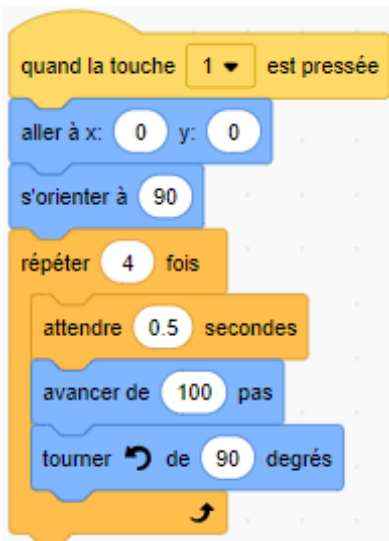 quand la touche 1 est pressée
aller à x: 0 y: 0
s'orienter à 90
répéter 4 fois
attendre 0.5 secondes
avancer de 100 pas
tourner de 90 degrés